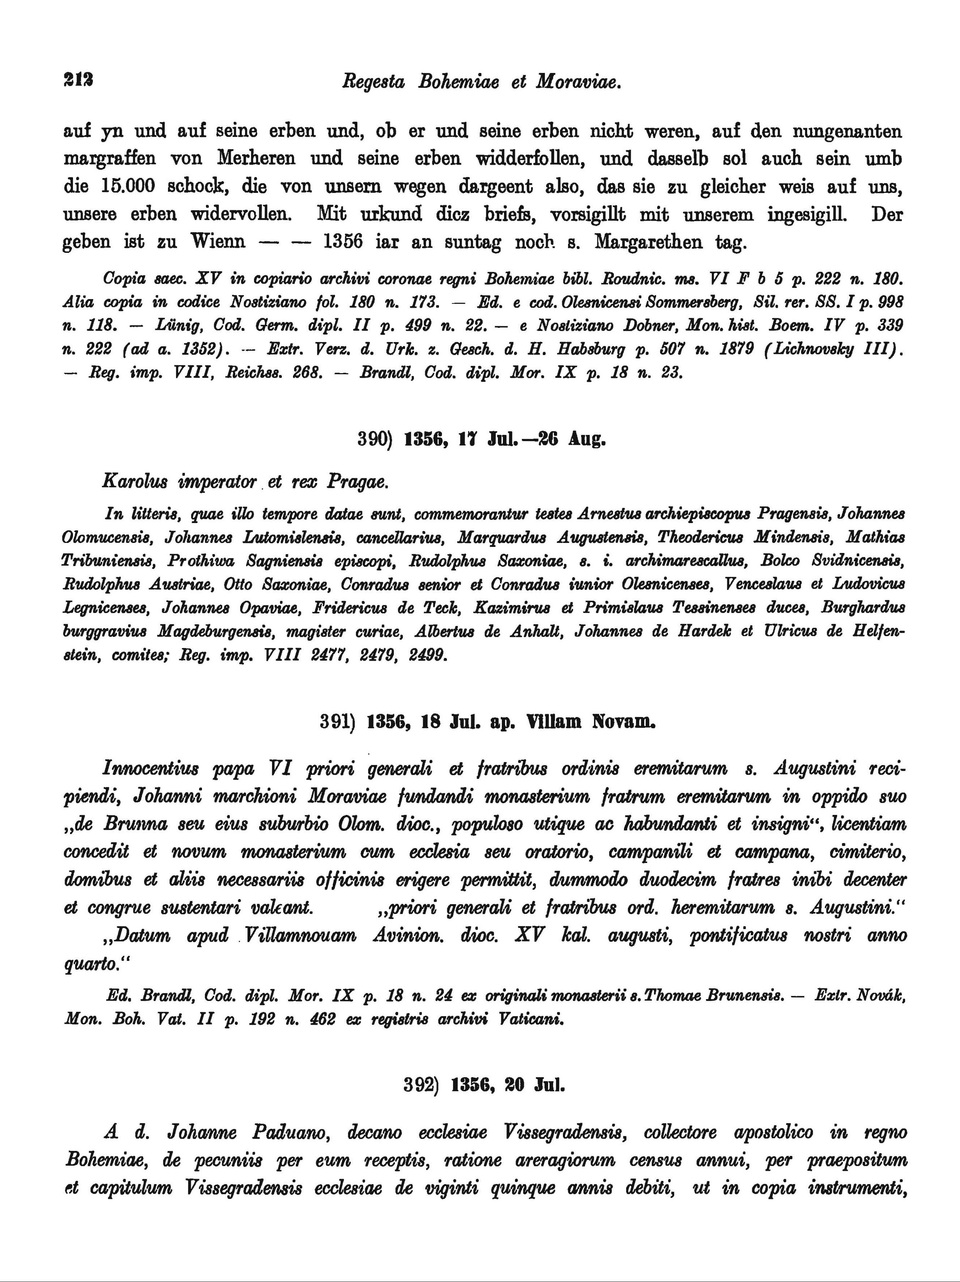 212
Regesta Bohemiae et Moraviae.
auf yn und auf seine erben und, ob er und seine erben nicht weren, auf den nungenanten
margraffen von Merheren und seine erben widderfollen, und dasselb sol auch sein umb
die 15.000 schock, die von unsern wegen dargeent also, das sie zu gleicher weis auf uns,
unsere erben widervollen. Mit urkund dicz briefs, vorsigillt mit unserem ingesigill. Der
geben ist zu Wienn — — 1356 iar an suntag noch s. Margarethen tag.
Copia saec. XV in copiario archivi coronae regni Bohemiae bibl. Roudnic. ms. VI F b 5 p. 222 n. 180.
Alia copia in codice Nostiziano fol. 180 n. 173. — Ed. e cod. Olesnicensi Sommersberg, Sil. rer. SS. I p. 998
n. 118. — Lünig, Cod. Germ. dipl. II p. 499 n. 22. — e Nostiziano Dobner, Mon. hist. Boem. IV p. 339
n. 222 (ad a. 1352). — Extr. Verz. d. Urk. z. Gesch. d. H. Habsburg p. 507 n. 1879 (Lichnovsky III).
— Reg. imp. VIII, Reichss. 268. — Brandl, Cod. dipl. Mor. IX p. 18 n. 23.
390) 1356, 17 Jul.—26 Aug.
Karolus imperator et rex Pragae.
In litteris, quae illo tempore datae sunt, commemorantur testes Arnestus archiepiscopus Pragensis, Johannes
Olomucensis, Johannes Lutomislensis, cancellarius, Marquardus Augustensis, Theodericus Mindensis, Mathias
Tribuniensis, Prothiwa Sagniensis episcopi, Rudolphus Saxoniae, s. i. archimarescallus, Bolco Svidnicensis,
Rudolphus Austriae, Otto Saxoniae, Conradus senior et Conradus iunior Olesnicenses, Venceslaus et Ludovicus
Legnicenses, Johannes Opaviae, Fridericus de Teck, Kazimirus et Primislaus Tessinenses duces, Burghardus
burggravius Magdeburgensis, magister curiae, Albertus de Anhalt, Johannes de Hardek et Ulricus de Helfen-
stein, comites; Reg. imp. VIII 2477, 2479, 2499.
391) 1356, 18 Jul. ap. Villam Novam.
Innocentius papa VI priori generali et fratribus ordinis eremitarum s. Augustini reci-
piendi, Johanni marchioni Moraviae fundandi monasterium fratrum eremitarum in oppido suo
„de Brunna seu eius suburbio Olom. dioc., populoso utique ac habundanti et insigni“, licentiam
concedit et novum monasterium cum ecclesia seu oratorio, campanili et campana, cimiterio,
domibus et aliis necessariis officinis erigere permittit, dummodo duodecim fratres inibi decenter
et congrue sustentari valeant. „priori generali et fratribus ord. heremitarum s. Augustini.“
„Datum apud Villamnouam Avinion. dioc. XV kal. augusti, pontificatus nostri anno
quarto.“
Ed. Brandl, Cod. dipl. Mor. IX p. 18 n. 24 ex originali monasterii s. Thomae Brunensis. — Extr. Novák,
Mon. Boh. Vat. II p. 192 n. 462 ex registris archivi Vaticani.
392) 1356, 20 Jul.
A d. Johanne Paduano, decano ecclesiae Vissegradensis, collectore apostolico in regno
Bohemiae, de pecuniis per eum receptis, ratione areragiorum census annui, per praepositum
et capitulum Vissegradensis ecclesiae de viginti quinque annis debiti, ut in copia instrumenti,